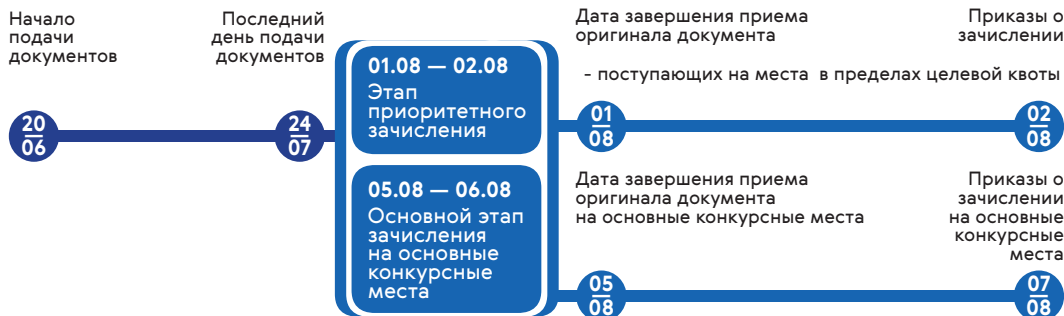 Начало
подачи
документов
Последний
день подачи
документов
20
06
24
07
01.08 — 02.08
Этап
приоритетного
зачисления
05.08 — 06.08
Основной этап
зачисления
на основные
конкурсные
места
Дата завершения приема
оригинала документа
Приказы о
зачислении
- поступающих на места в пределах целевой квоты
01
08
02
08
Дата завершения приема
оригинала документа
на основные конкурсные места
Приказы о
зачислении
на основные
конкурсные
места
05
08
07
08